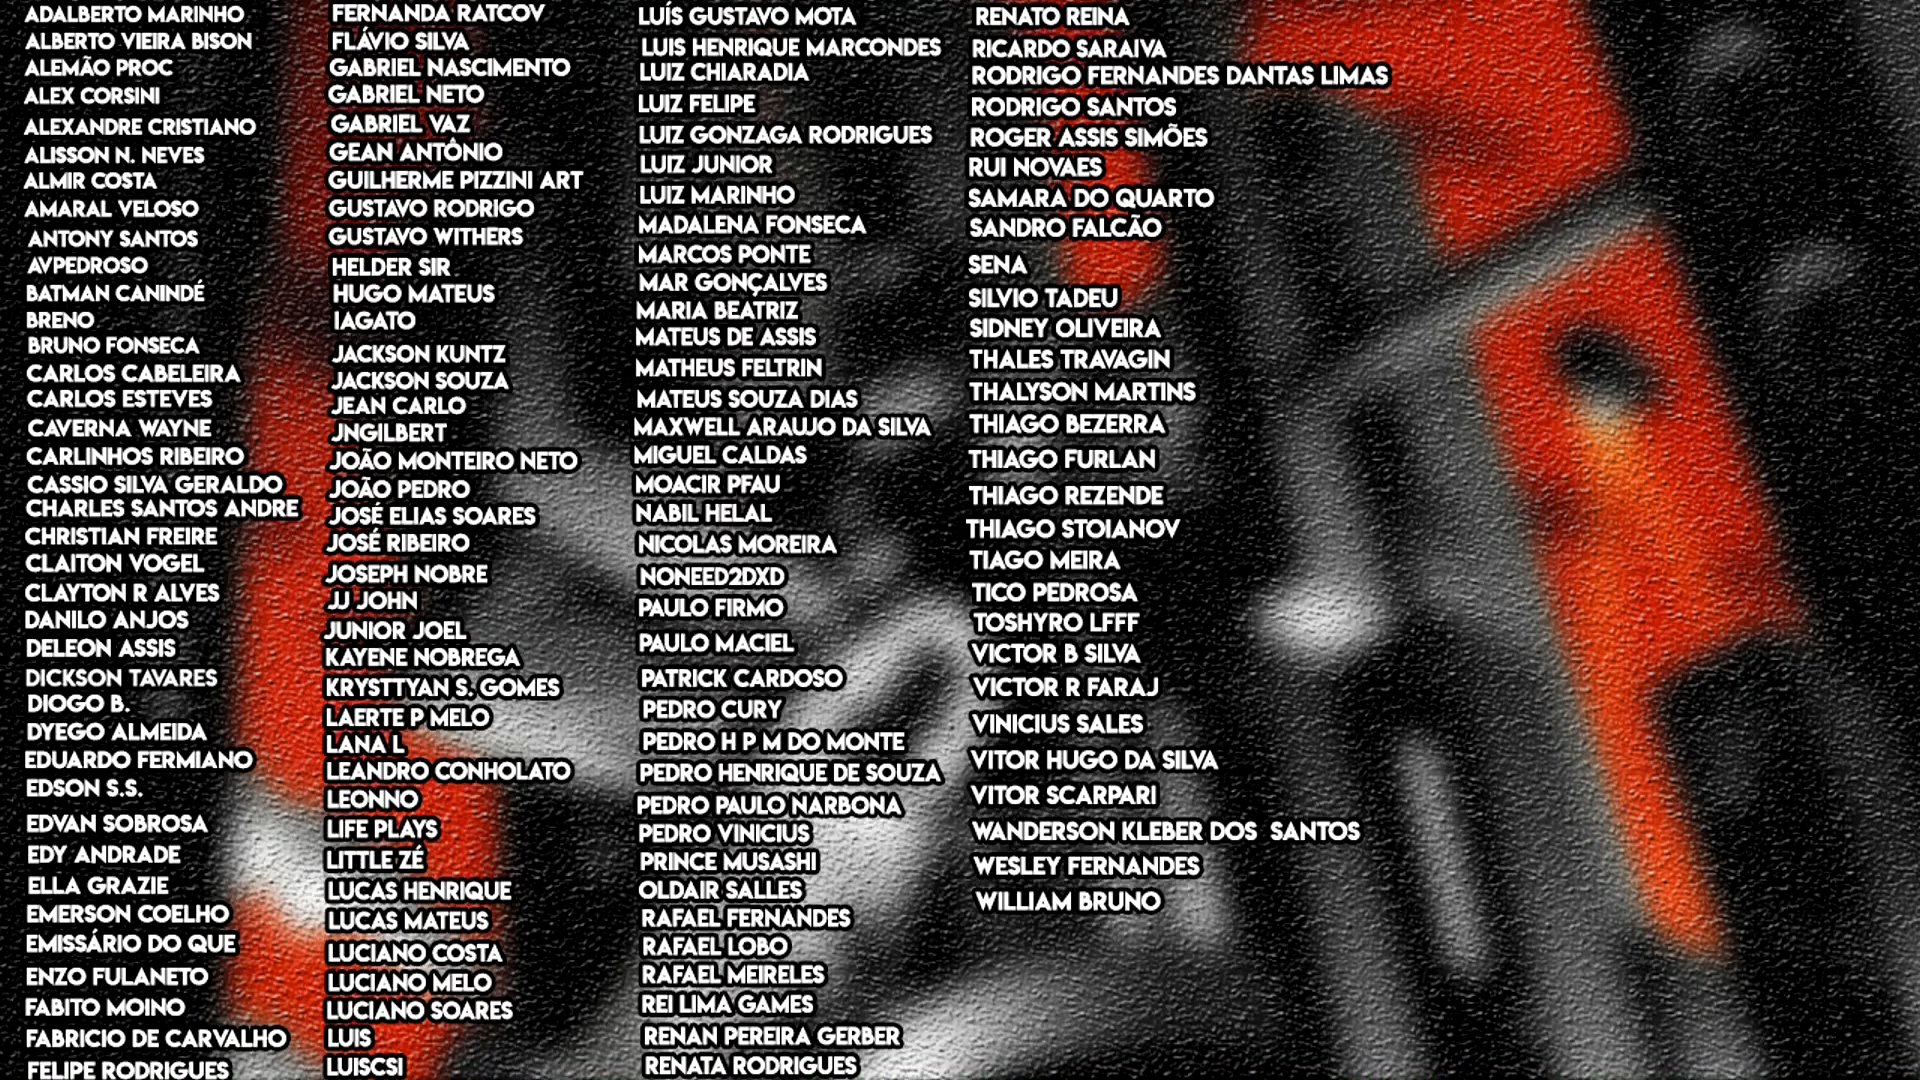 ADALBERTO MARINHO
ALBERTO VIEIRA BISON
ALEMÃO PROC
ALEX CORSINI
ALEXANDRE CRISTIANO
ALISSON N. NEVES
ALMIR COSTA
AMARAL VELOSO
ANTONY SANTOS
AVPEDROSO
BATMAN CANINDÉ
BRENO
BRUNO FONSECA
CARLOS CABELEIRA
CARLOS ESTEVES
CAVERNA WAYNE
CARLINHOS RIBEIRO
CASSIO SILVA GERALDO
CHARLES SANTOS ANDRE
CHRISTIAN FREIRE
CLAITON VOGEL
CLAYTON R ALVES
DANILO ANJOS
DELEON ASSIS
DICKSON TAVARES
DIOGO B.
DYEGO ALMEIDA
EDUARDO FERMIANO
EDSON S.S.
EDVAN SOBROSA
EDY ANDRADE
ELLA GRAZIE
EMERSON COELHO
EMISSÁRIO DO QUE
ENZO FULANETO
FABITO MOINO
FABRICIO DE CARVALHO
FELIPE RODRIGUES
FERNANDA RATCOV
FLÁVIO SILVA
GABRIEL NASCIMENTO
GABRIEL NETO
GABRIEL VAZ
GEAN ANTÔNIO
GUILHERME PIZZINI ART
GUSTAVO RODRIGO
GUSTAVO WITHERS
HELDER SIR
HUGO MATEUS
IAGATO
JACKSON KUNTZ
JACKSON SOUZA
JEAN CARLO
JNGILBERT
JOÃO MONTEIRO NETO
JOÃO PEDRO
JOSÉ ELIAS SOARES
JOSÉ RIBEIRO
JOSEPH NOBRE
JJ JOHN
JUNIOR JOEL
KAYENE NOBREGA
KRYSTTYAN S. GOMES
LAERTE P MELO
LANA L
LEANDRO CONHOLATO
LEONNO
LIFE PLAYS
LITTLE ZÉ
LUCAS HENRIQUE
LUCAS MATEUS
LUCIANO COSTA
LUCIANO MELO
LUCIANO SOARES
LUIS
LUISCSI
LUÍS GUSTAVO MOTA
LUIS HENRIQUE MARCONDES
LUIZ CHIARADIA
LUIZ FELIPE
LUIZ GONZAGA RODRIGUES
LUIZ JUNIOR
LUIZ MARINHO
MADALENA FONSECA
MARCOS PONTE
MAR GONÇALVES
MARIA BEATRIZ
MATEUS DE ASSIS
MATHEUS FELTRIN
MATEUS SOUZA DIAS
MAXWELL ARAUJO DA SILVA
MIGUEL CALDAS
MOACIR PFAU
NABIL HELAL
NICOLAS MOREIRA
NONEED2DXD
PAULO FIRMO
PAULO MACIEL
PATRICK CARDOSO
PEDRO CURY
PEDRO H P M DO MONTE
PEDRO HENRIQUE DE SOUZA
PEDRO PAULO NARBONA
PEDRO VINICIUS
PRINCE MUSASHI
OLDAIR SALLES
RAFAEL FERNANDES
RAFAEL LOBO
RAFAEL MEIRELES
REI LIMA GAMES
RENAN PEREIRA GERBER
RENATA RODRIGUES
RENATO REINA
RICARDO SARAIVA
RODRIGO FERNANDES DANTAS LIMAS
RODRIGO SANTOS
ROGER ASSIS SIMÕES
RUI NOVAES
SAMARA DO QUARTO
SANDRO FALCÃO
SENA
SILVIO TADEU
SIDNEY OLIVEIRA
THALES TRAVAGIN
THALYSON MARTINS
THIAGO BEZERRA
THIAGO FURLAN
THIAGO REZENDE
THIAGO STOIANOV
TIAGO MEIRA
TICO PEDROSA
TOSHYRO LFFF
VICTOR B SILVA
VICTOR R FARAJ
VINICIUS SALES
VITOR HUGO DA SILVA
VITOR SCARPARI
WANDERSON KLEBER DOS  SANTOS
WESLEY FERNANDES
WILLIAM BRUNO